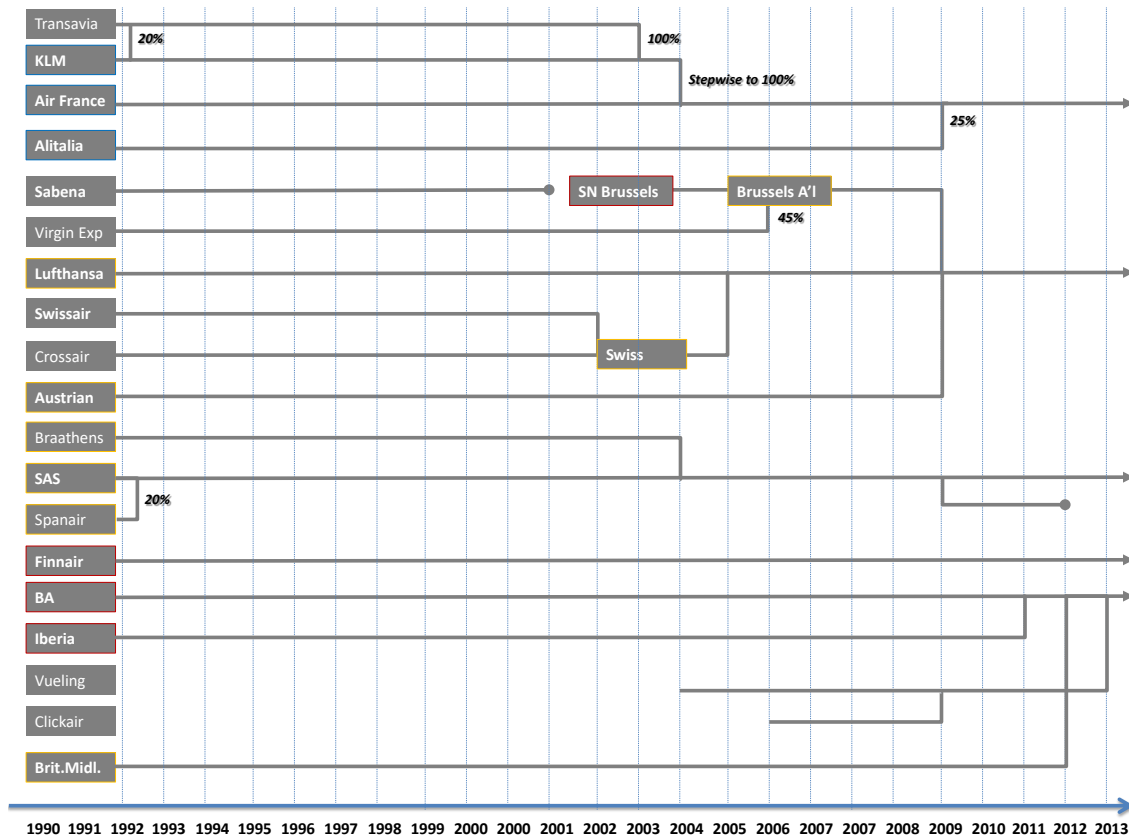 Transavia
20%
100%
KLM
Stepwise to 100%
Air France
25%
Alitalia
Sabena
SN Brussels
Brussels A'l
45%
Virgin Exp
Lufthansa
Swissair
Crossair
Swiss
Austrian
Braathens
SAS
20%
Spanair
Finnair
BA
Iberia
Vueling
Clickair
Brit.Midl.
1990 1991 1992 1993 1994 1995 1996 1997 1998 1999 2000 2000 2001 2002 2003 2004 2005 2006 2007 2007 2008 2009 2010 2011 2012 2013